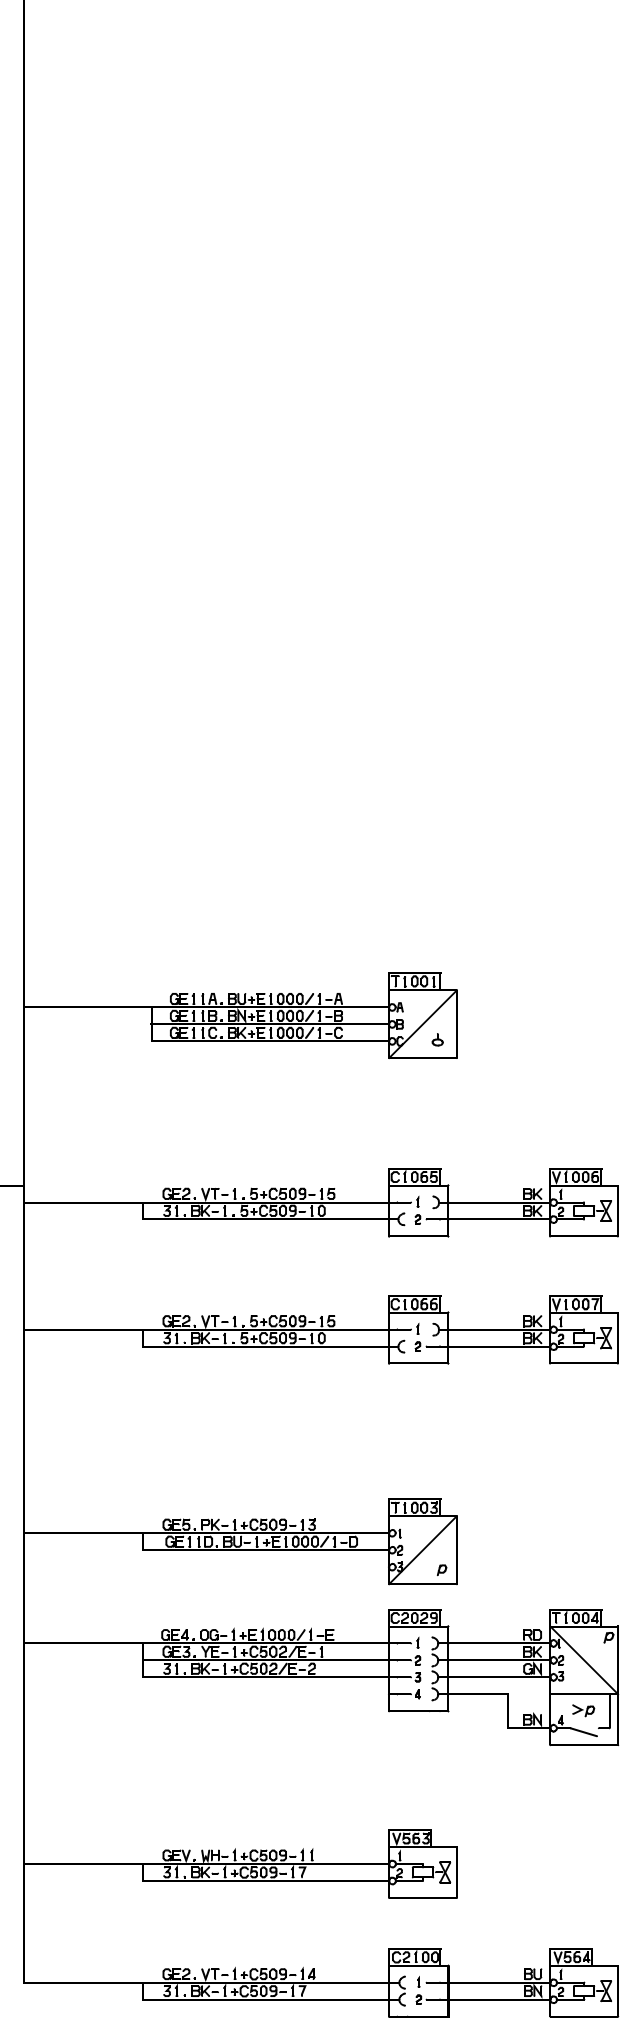 T1001
GE11A.BU+E1000/1-A
A
GE11B.BN+E1000/1-B
B
GE11C.BK+E1000/1-C
C
C1065
V1006
GE2.VT-1.5+C509-15
1
BK
1
31.BK-1.5+C509-10
2
BK
2
C1066
V1007
GE2.VT-1.5+C509-15
1
BK
1
31.BK-1.5+C509-10
2
BK
2
T1003
GE5.PK-1+C509-13
1
GE11D.BU-1+E1000/1-D
2
3
p
C2029
T1004
GE4.OG-1+E1000/1-E
1
RD
1
p
GE3.YE-1+C502/E-1
2
BK
2
31.BK-1+C502/E-2
3
GN
3
4
>p
BN
4
V563
GEV.WH-1+C509-11
1
31.BK-1+C509-17
2
C2100
V564
GE2.VT-1+C509-14
1
BU
1
31.BK-1+C509-17
2
BN
2